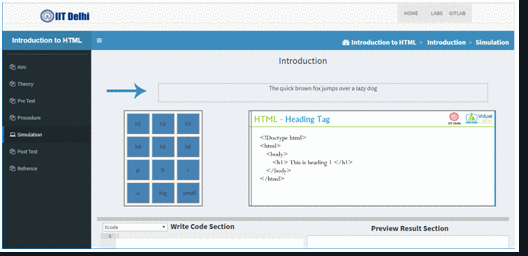 IIT Delhi
HOME LABS GITLAB
Introduction to HTML
Introduction to HTML > Introduction > Simulation
Aim
Theory
Pre Test
Procedure
Simulation
Post Test
Refrence
Introduction
The quick brown fox jumps over a lazy dog
h1 h2 h3
h4 h5 h6
b i
big small
HTML - Heading Tag
IIT Delhi
Virtual
<!Doctype html>
<html>
<body>
<h1> This is heading 1 </h1>
</body>
</html>
Xcode
Write Code Section
Preview Result Section
1